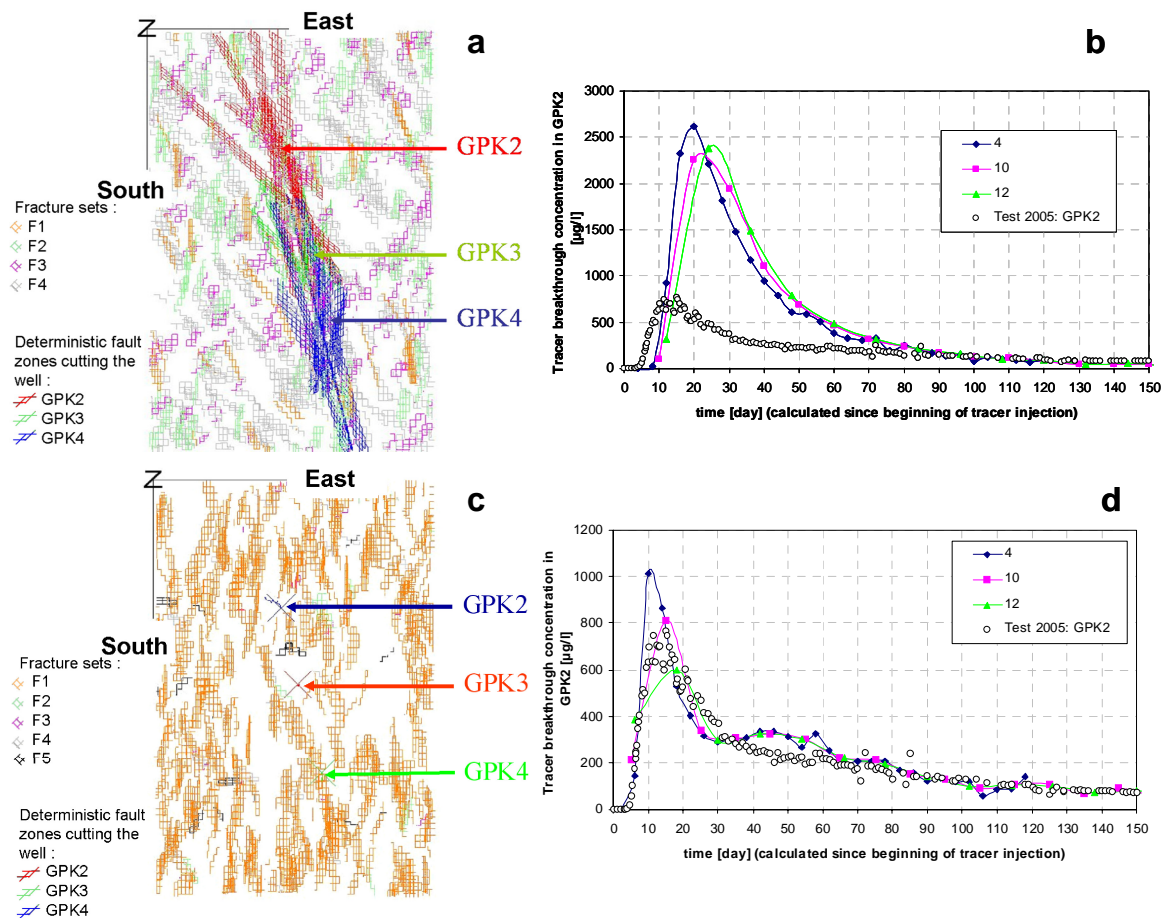 East
a
Z
GPK2
South
Fracture sets :
F1
F2
F3
F4
GPK3
GPK4
Deterministic fault
zones cutting the
well :
GPK2
GPK3
GPK4
b
Tracer breakthrough concentration in GPK2
[µg/l]
3000
2500
2000
1500
1000
500
0
0 10 20 30 40 50 60 70 80 90 100 110 120 130 140 150
time [day] (calculated since beginning of tracer injection)
4
10
12
Test 2005: GPK2
East
c
Z
GPK2
South
Fracture sets :
F1
F2
F3
F4
F5
GPK3
GPK4
Deterministic fault
zones cutting the
well :
GPK2
GPK3
GPK4
d
Tracer breakthrough concentration in
GPK2 [µg/l]
1200
1000
800
600
400
200
0
0 10 20 30 40 50 60 70 80 90 100 110 120 130 140 150
time [day] (calculated since beginning of tracer injection)
4
10
12
Test 2005: GPK2